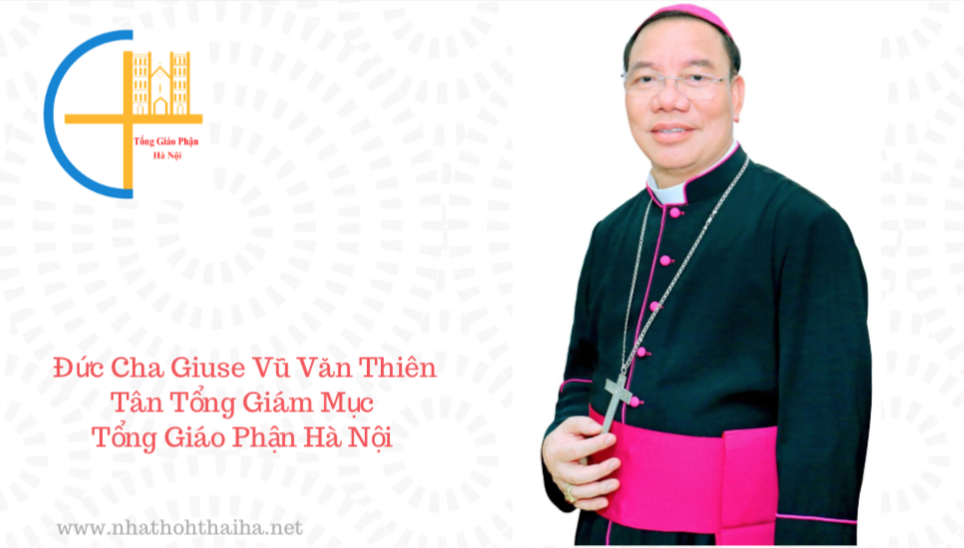 Tổng Giáo Phận
Hà Nội
Đức Cha Giuse Vũ Văn Thiên
Tân Tổng Giám Mục
Tổng Giáo Phận Hà Nội
www.nhathohthaiha.net